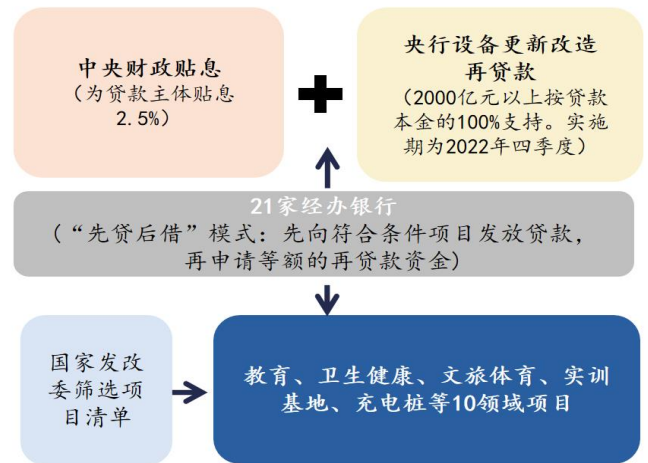 中央财政贴息
（为贷款主体贴息
2.5%）
央行设备更新改造
再贷款
（2000亿元以上按贷款
本金的100%支持。实施
期为2022年四季度）
21家经办银行
（“先贷后借”模式：先向符合条件项目发放贷款，
再申请等额的再贷款资金)
国家发改
委筛选项
目清单
教育、卫生健康、文旅体育、实训
基地、充电桩等10领域项目